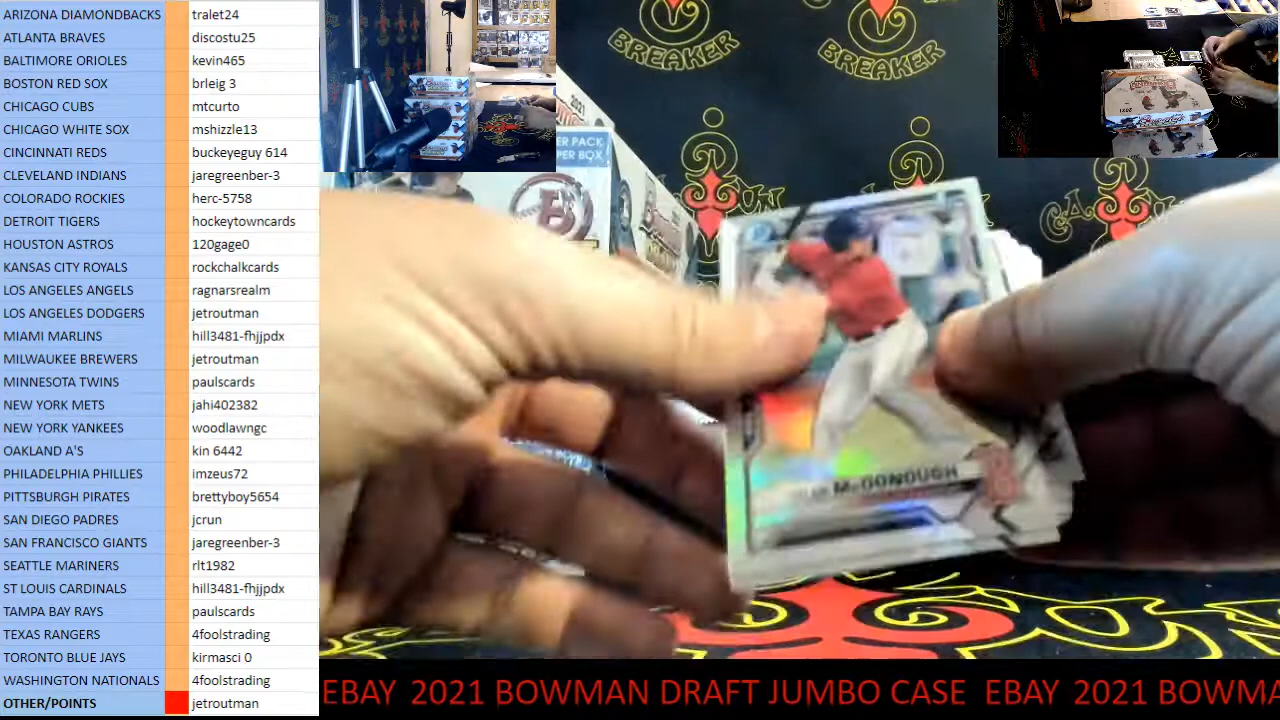 ARIZONA DIAMONDBACKS tralet24
ATLANTA BRAVES discostu25
BALTIMORE ORIOLES kevin465
BOSTON RED SOX brleig 3
CHICAGO CUBS mtcurto
CHICAGO WHITE SOX mshizzle13
CINCINNATI REDS buckeyeguy 614
CLEVELAND INDIANS jaregreenber-3
COLORADO ROCKIES herc-5758
DETROIT TIGERS hockeytowncards
HOUSTON ASTROS 120gage0
KANSAS CITY ROYALS rockchalkcards
LOS ANGELES ANGELS ragnarsrealm
LOS ANGELES DODGERS jetroutman
MIAMI MARLINS hill3481-fhjjpdx
MILWAUKEE BREWERS jetroutman
MINNESOTA TWINS paulscards
NEW YORK METS jahi402382
NEW YORK YANKEES woodlawngc
OAKLAND A'S kin 6442
PHILADELPHIA PHILLIES imzeus72
PITTSBURGH PIRATES brettyboy5654
SAN DIEGO PADRES jcrun
SAN FRANCISCO GIANTS jaregreenber-3
SEATTLE MARINERS rlt1982
ST LOUIS CARDINALS hill3481-fhjjpdx
TAMPA BAY RAYS paulscards
TEXAS RANGERS 4foolstrading
TORONTO BLUE JAYS kirmasci 0
WASHINGTON NATIONALS 4foolstrading
OTHER/POINTS jetroutman
BREAKER
BREAKER
2021
ER PACK
PER BOX
McDONOUGH
EBAY 2021 BOWMAN DRAFT JUMBO CASE EBAY 2021 BOWMA